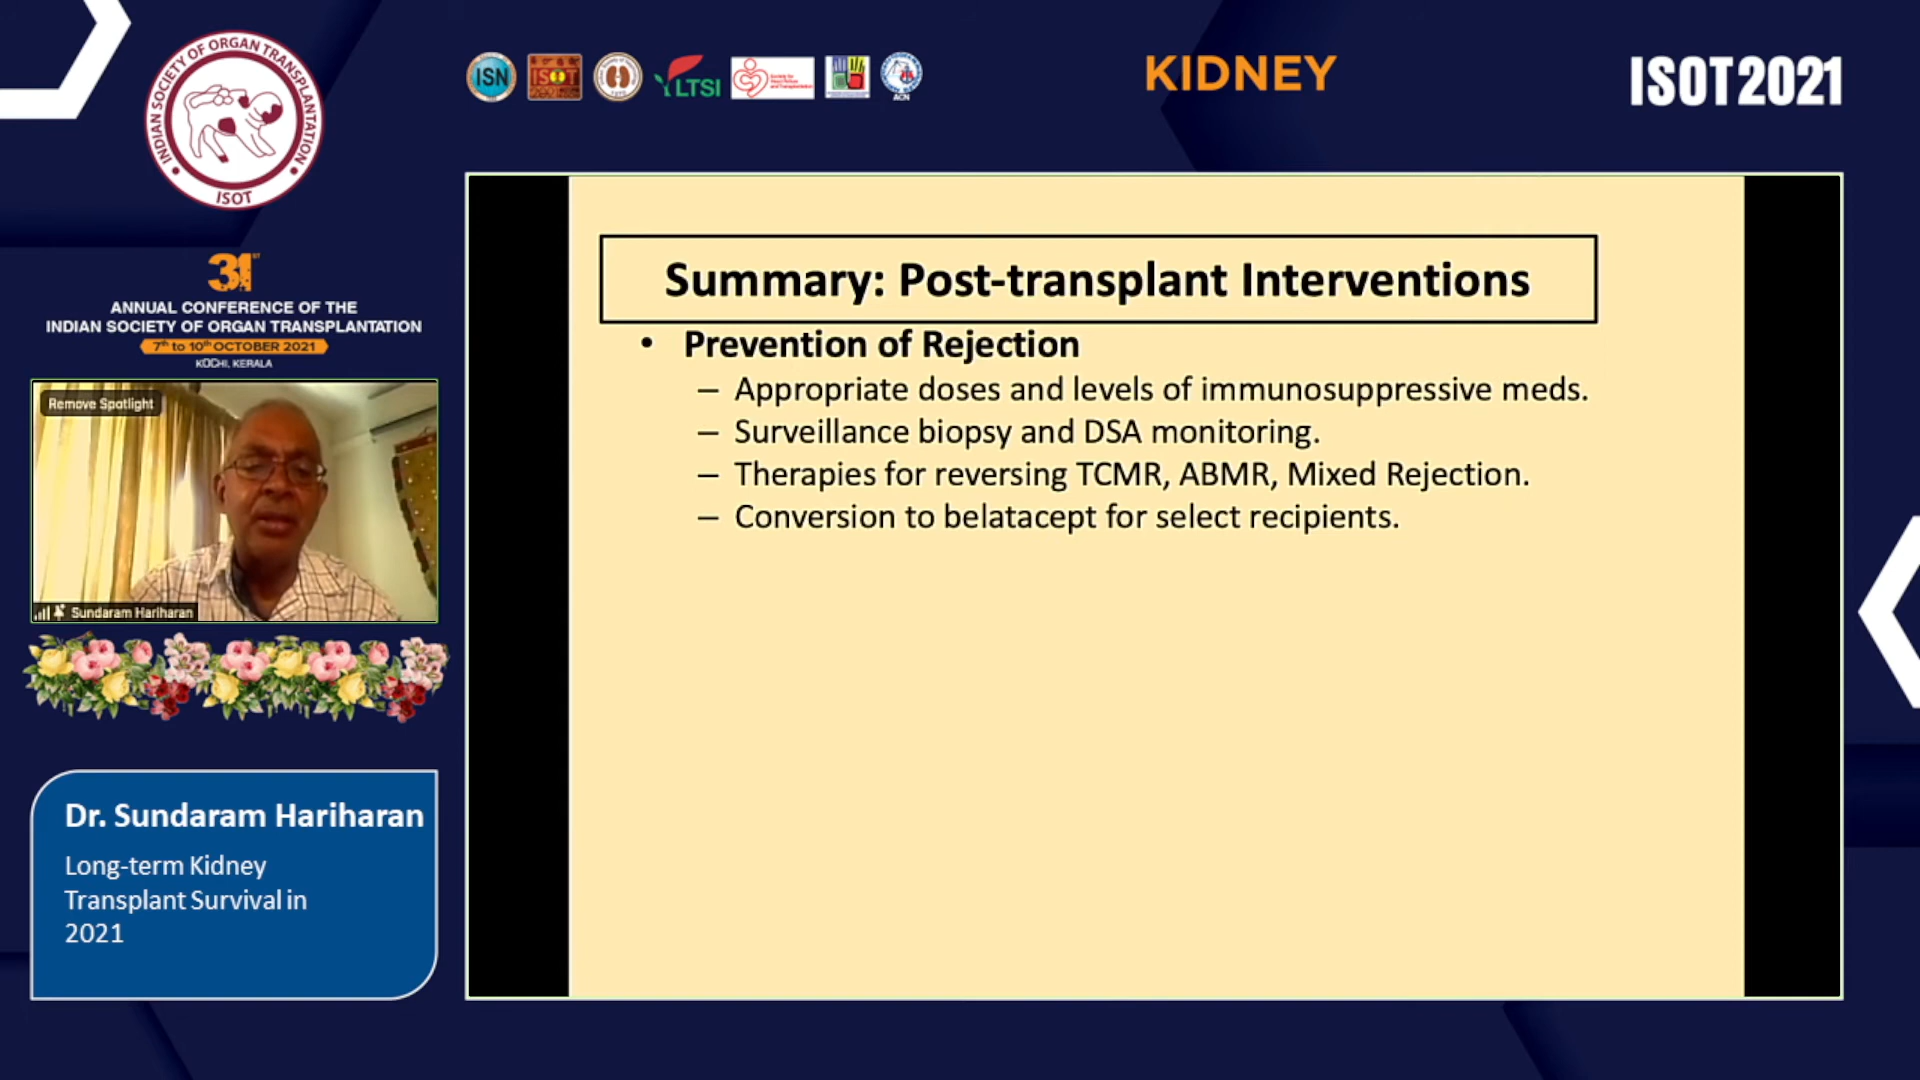 INDIAN SOCIETY OF ORGAN TRANSPLANTATION
ISOT
ISN
ISOT
LTSI
ACN
KIDNEY
ISOT2021
31ST
ANNUAL CONFERENCE OF THE
INDIAN SOCIETY OF ORGAN TRANSPLANTATION
7th to 10th OCTOBER 2021
KOCHI, KERALA
Remove Spotlight
Sundaram Hariharan
Dr. Sundaram Hariharan
Long-term Kidney
Transplant Survival in
2021
Summary: Post-transplant Interventions
• Prevention of Rejection
– Appropriate doses and levels of immunosuppressive meds.
– Surveillance biopsy and DSA monitoring.
– Therapies for reversing TCMR, ABMR, Mixed Rejection.
– Conversion to belatacept for select recipients.